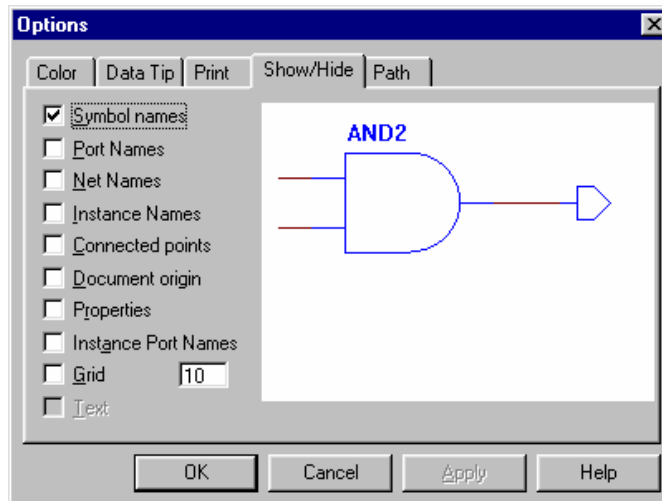 Options
Color Data Tip Print Show/Hide Path
Symbol names
Port Names
Net Names
Instance Names
Connected points
Document origin
Properties
Instance Port Names
Grid 10
Text
AND2
OK Cancel Apply Help